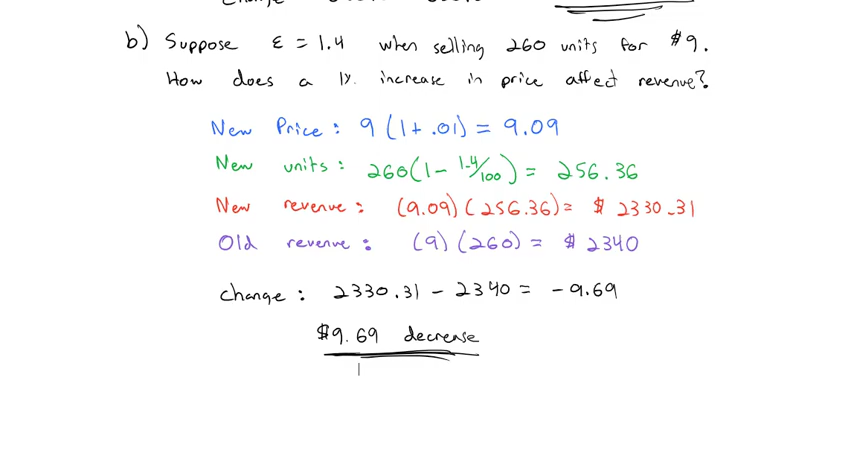 b) Suppose ε = 1.4 when selling 260 units for $9.
How does a 1% increase in price affect revenue?
New Price: 9 (1 + .01) = 9.09
New units: 260(1 - 1.4/100) = 256.36
New revenue: (9.09)(256.36) = $ 2330.31
Old revenue: (9)(260) = $ 2340
Change: 2330.31 - 2340 = -9.69
$9.69 decrease